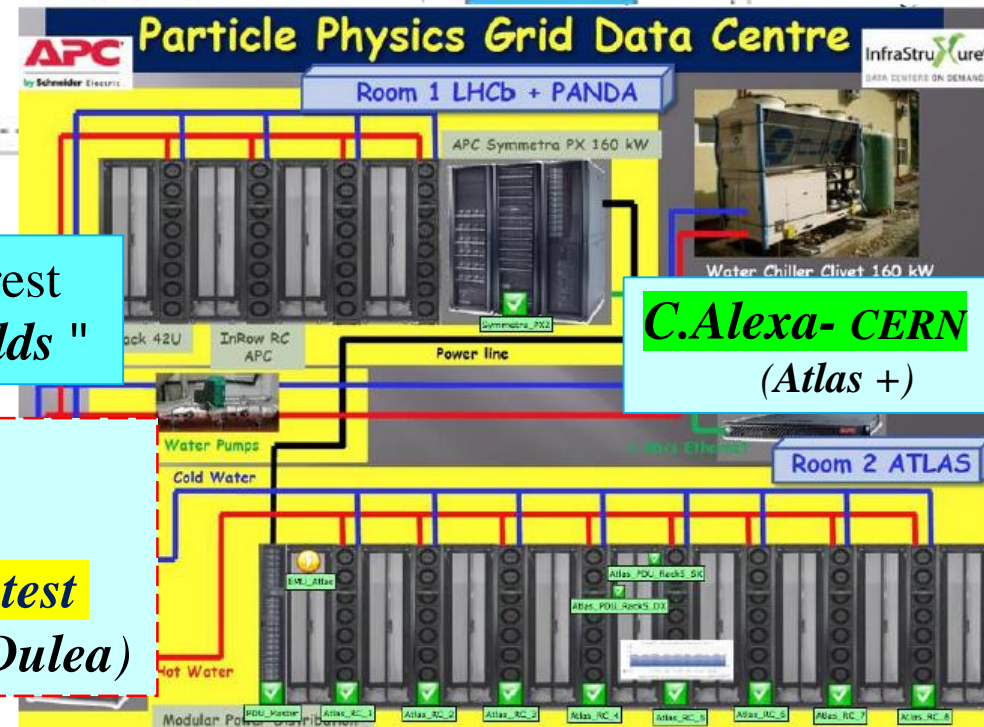 APC
by Schneider Electric
Particle Physics Grid Data Centre
InfraStruXure
DATA CENTERS ON DEMAND
Room 1 LHCb + PANDA
APC Symmetra PX 160 kW
Water Chiller Clivet 160 kW
Symmetra_PX2
ack 42U
InRow RC
APC
Power line
rest
lds "
C.Alexa- CERN
(Atlas +)
Water Pumps
Cold Water
Room 2 ATLAS
test
Dulea)
Hot Water
EMU_Atlas
Atlas_PDU_Rack5_SX
Atlas_PDU_Rack5_DX
PDU_Master
Atlas_RC_1
Atlas_RC_2
Atlas_RC_3
Atlas_RC_4
Atlas_RC_5
Atlas_RC_6
Atlas_RC_7
Atlas_RC_8
Modular Power Distribution